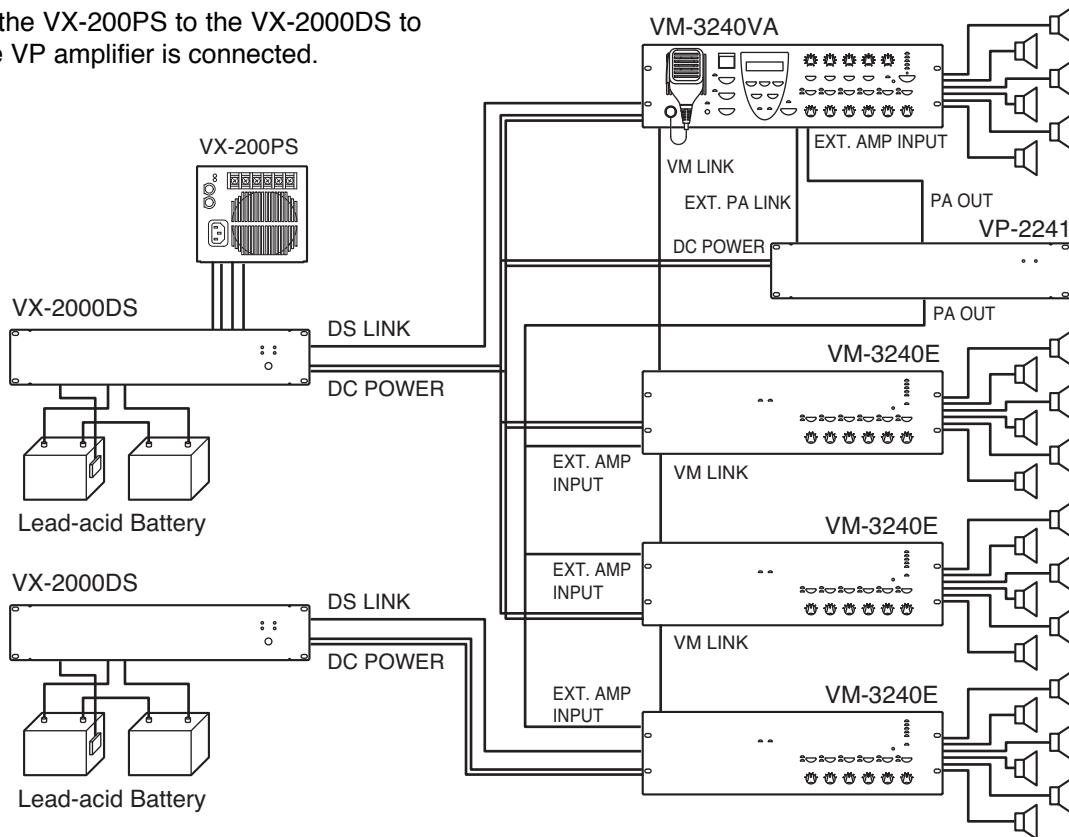 the VX-200PS to the VX-2000DS to
VP amplifier is connected.
VM-3240VA
VX-200PS
EXT. AMP INPUT
VM LINK
EXT. PA LINK
PA OUT
DC POWER
VP-2241
VX-2000DS
DS LINK
PA OUT
DC POWER
VM-3240E
EXT. AMP
INPUT
VM LINK
Lead-acid Battery
VM-3240E
EXT. AMP
INPUT
VX-2000DS
DS LINK
VM LINK
DC POWER
EXT. AMP
INPUT
VM-3240E
Lead-acid Battery